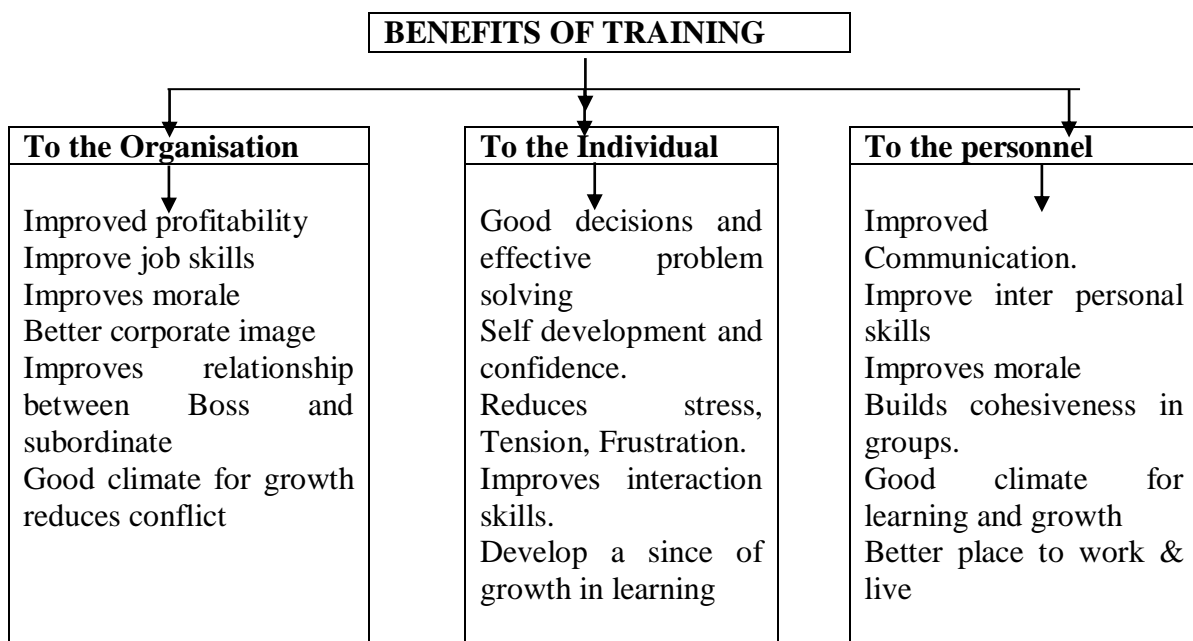 BENEFITS OF TRAINING
To the Organisation
Improved profitability
Improve job skills
Improves morale
Better corporate image
Improves relationship
between Boss and
subordinate
Good climate for growth
reduces conflict
To the Individual
Good decisions and
effective problem
solving
Self development and
confidence.
Reduces stress,
Tension, Frustration.
Improves interaction
skills.
Develop a since of
growth in learning
To the personnel
Improved
Communication.
Improve inter personal
skills
Improves morale
Builds cohesiveness in
groups.
Good climate for
learning and growth
Better place to work &
live